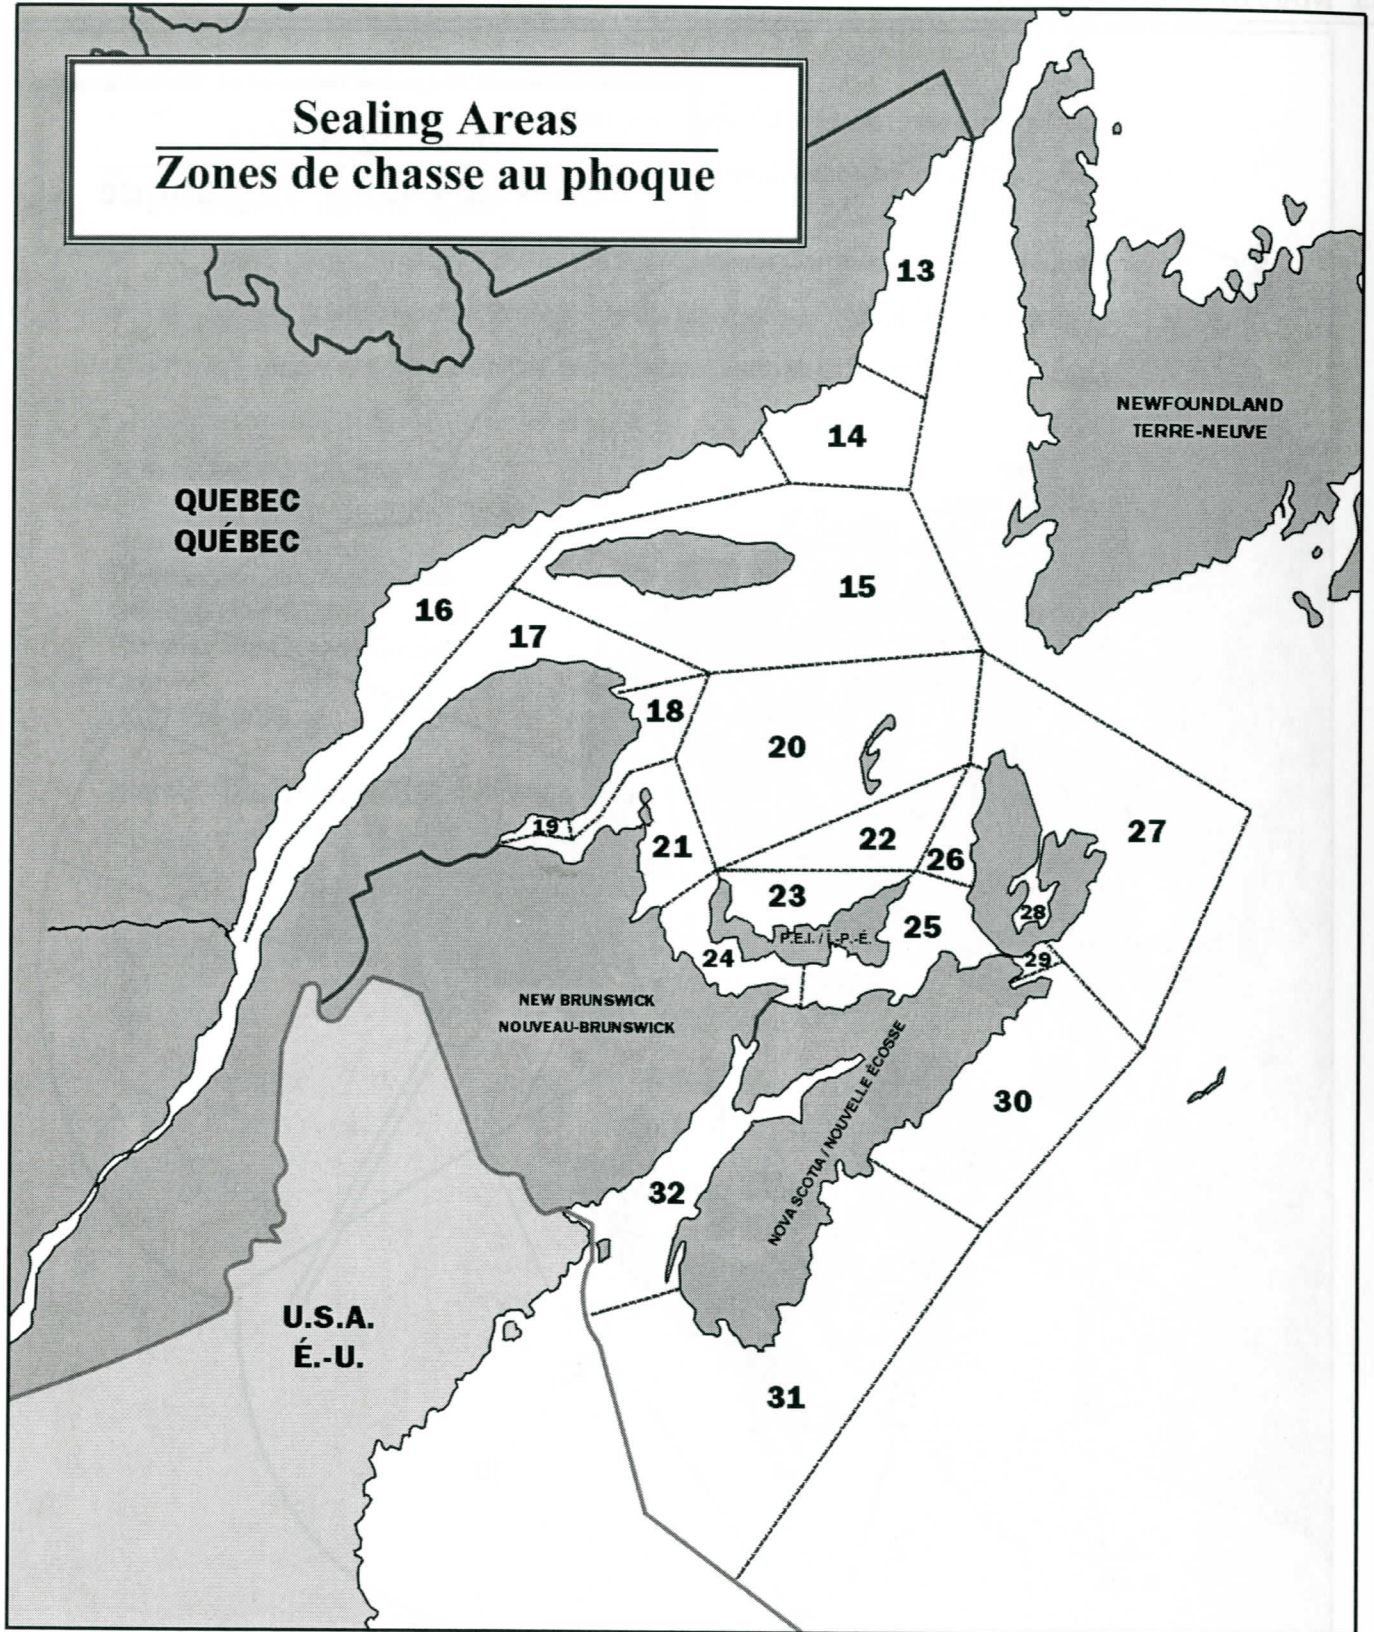 Sealing Areas
Zones de chasse au phoque
13
NEWFOUNDLAND
TERRE-NEUVE
14
QUEBEC
QUÉBEC
15
16
17
18
20
19
21
22
26
27
23
28
25
P.E.I. / Î.-P.-É.
24
29
NEW BRUNSWICK
NOUVEAU-BRUNSWICK
NOVA SCOTIA / NOUVELLE ÉCOSSE
30
32
U.S.A.
É.-U.
31